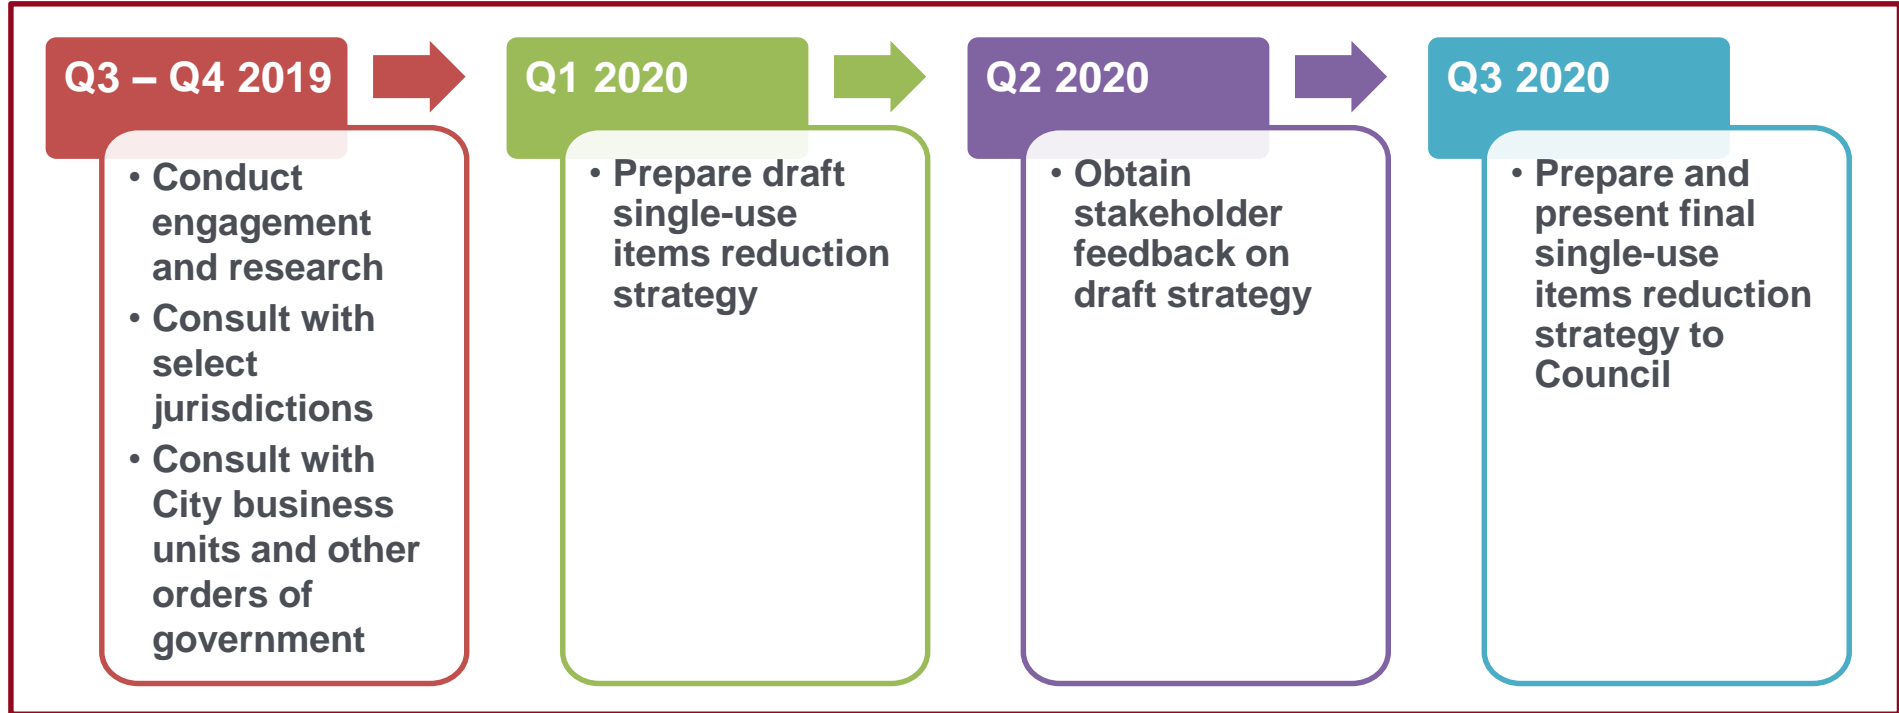 Q3 – Q4 2019
• Conduct
engagement
and research
• Consult with
select
jurisdictions
• Consult with
City business
units and other
orders of
government
Q1 2020
• Prepare draft
single-use
items reduction
strategy
Q2 2020
• Obtain
stakeholder
feedback on
draft strategy
Q3 2020
• Prepare and
present final
single-use
items reduction
strategy to
Council